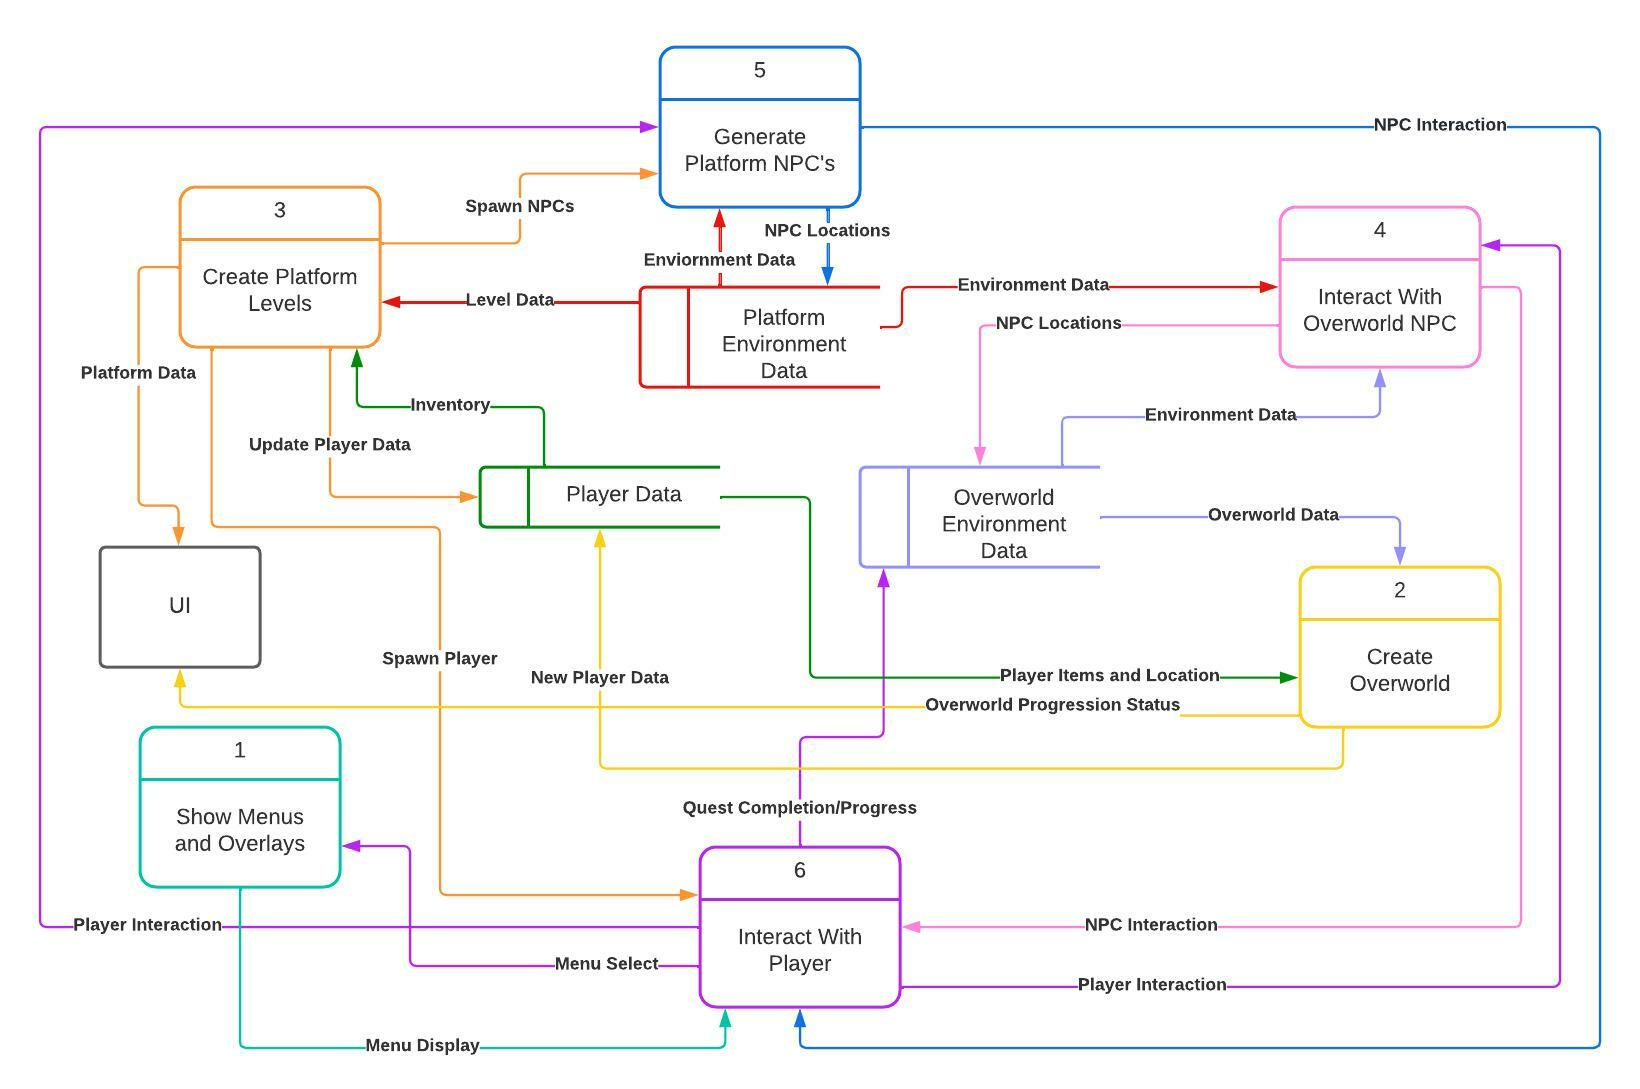 5
Generate
Platform NPC's
NPC Interaction
3
Create Platform
Levels
Spawn NPCs
NPC Locations
Enviornment Data
4
Interact With
Overworld NPC
Level Data
Platform
Environment
Data
Environment Data
NPC Locations
Platform Data
Inventory
Update Player Data
Environment Data
Player Data
Overworld
Environment
Data
Overworld Data
UI
2
Create
Overworld
Spawn Player
New Player Data
Player Items and Location
Overworld Progression Status
1
Show Menus
and Overlays
Quest Completion/Progress
6
Interact With
Player
Player Interaction
NPC Interaction
Menu Select
Player Interaction
Menu Display